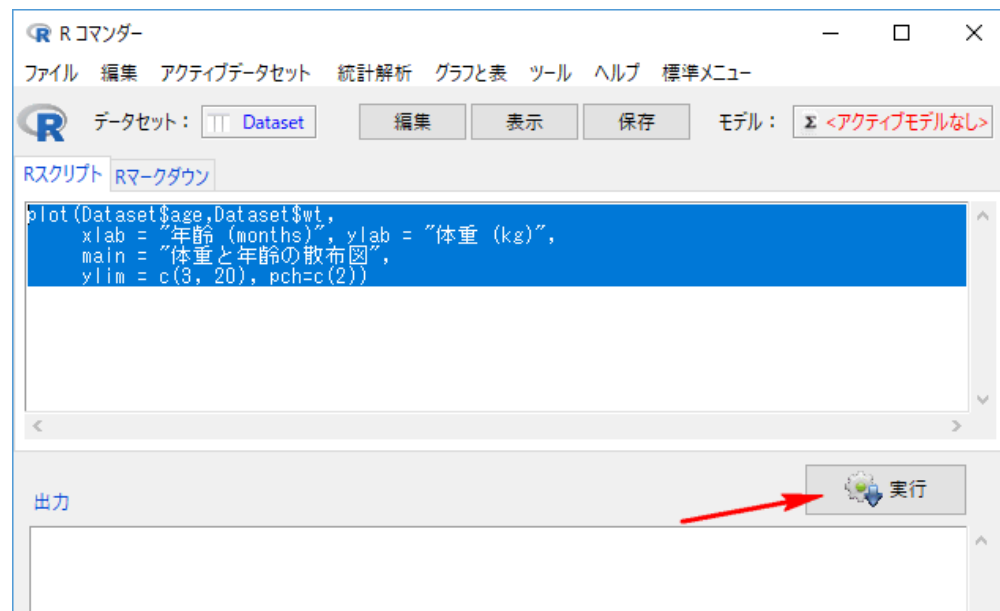 R コマンダー
ファイル 編集 アクティブデータセット 統計解析 グラフと表 ツール ヘルプ 標準メニュー
R データセット： Dataset 編集 表示 保存 モデル： Σ <アクティブモデルなし>
Rスクリプト Rマークダウン
plot(Dataset$age,Dataset$wt,
xlab = "年齢 (months)", ylab = "体重 (kg)",
main = "体重と年齢の散布図",
ylim = c(3, 20), pch=c(2))
実行
出力